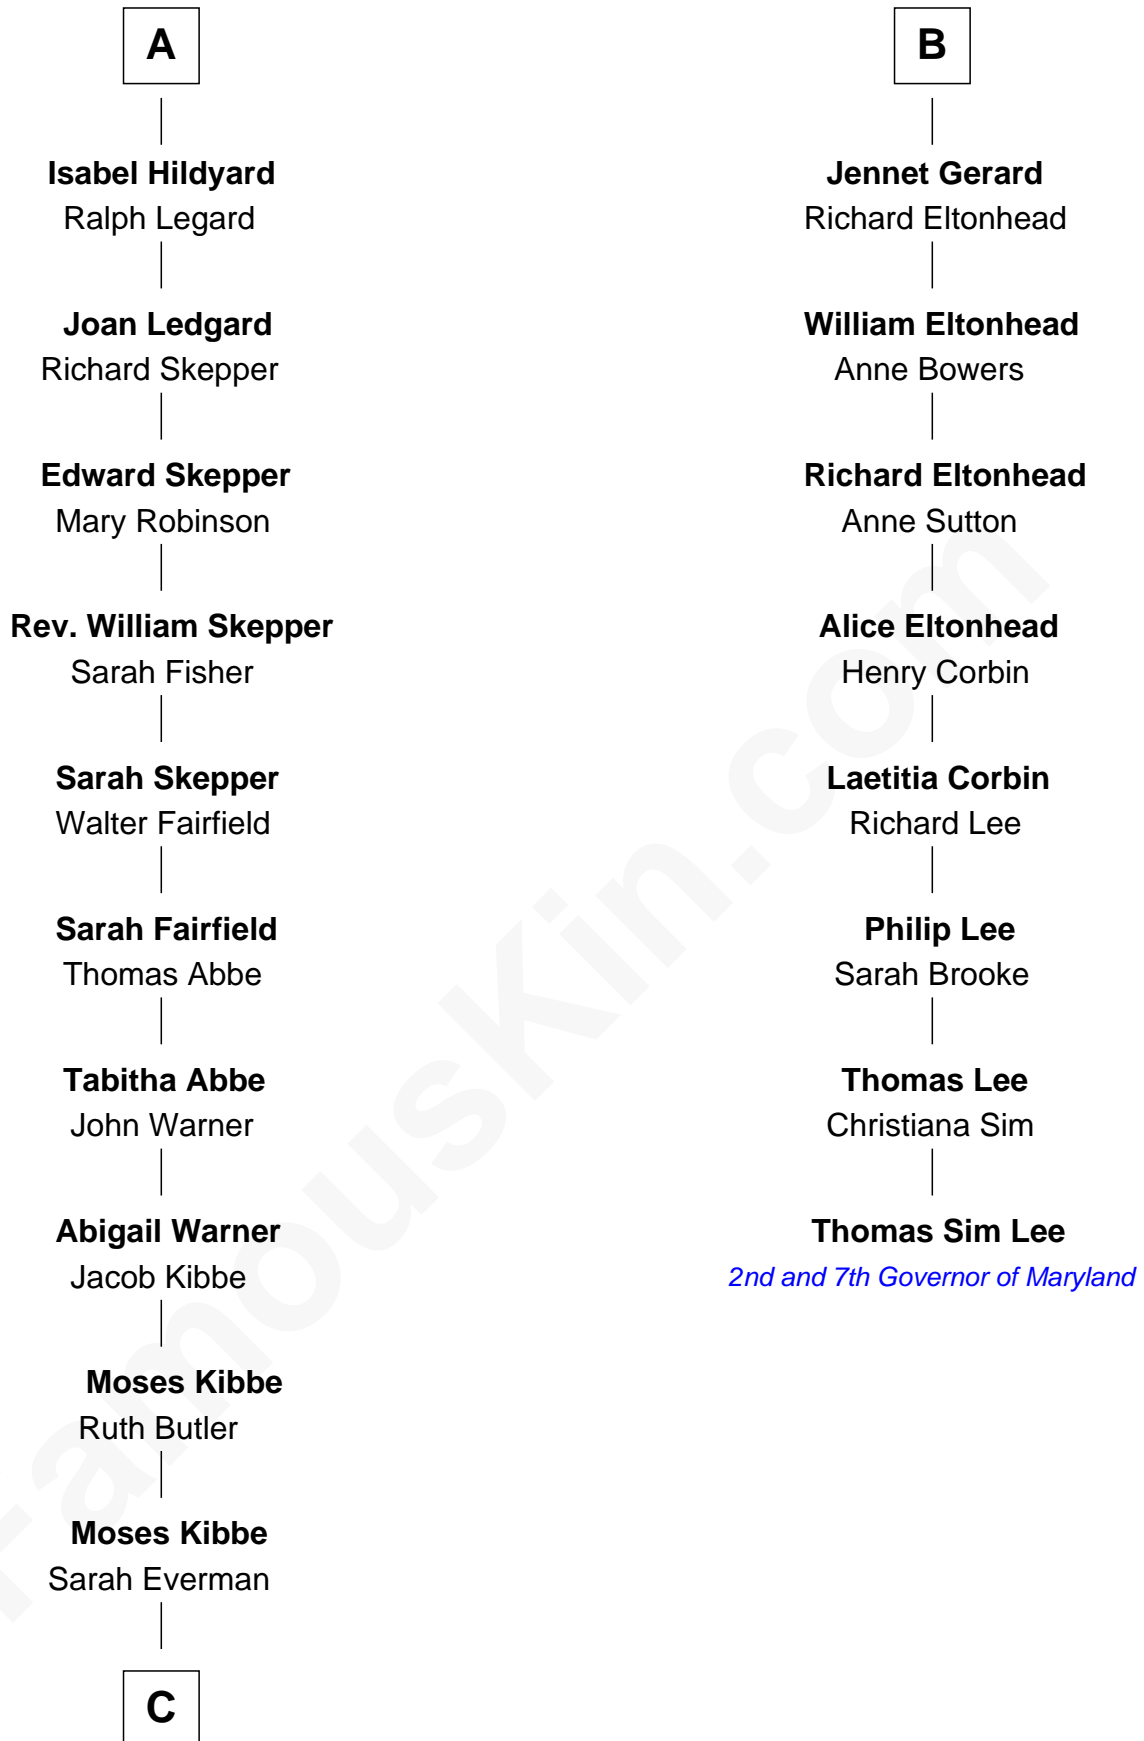 A
Isabel Hildyard
Ralph Legard
Joan Ledgard
Richard Skepper
Edward Skepper
Mary Robinson
Rev. William Skepper
Sarah Fisher
Sarah Skepper
Walter Fairfield
Sarah Fairfield
Thomas Abbe
Tabitha Abbe
John Warner
Abigail Warner
Jacob Kibbe
Moses Kibbe
Ruth Butler
Moses Kibbe
Sarah Everman
C
B
Jennet Gerard
Richard Eltonhead
William Eltonhead
Anne Bowers
Richard Eltonhead
Anne Sutton
Alice Eltonhead
Henry Corbin
Laetitia Corbin
Richard Lee
Philip Lee
Sarah Brooke
Thomas Lee
Christiana Sim
Thomas Sim Lee
2nd and 7th Governor of Maryland
FamousKin.com